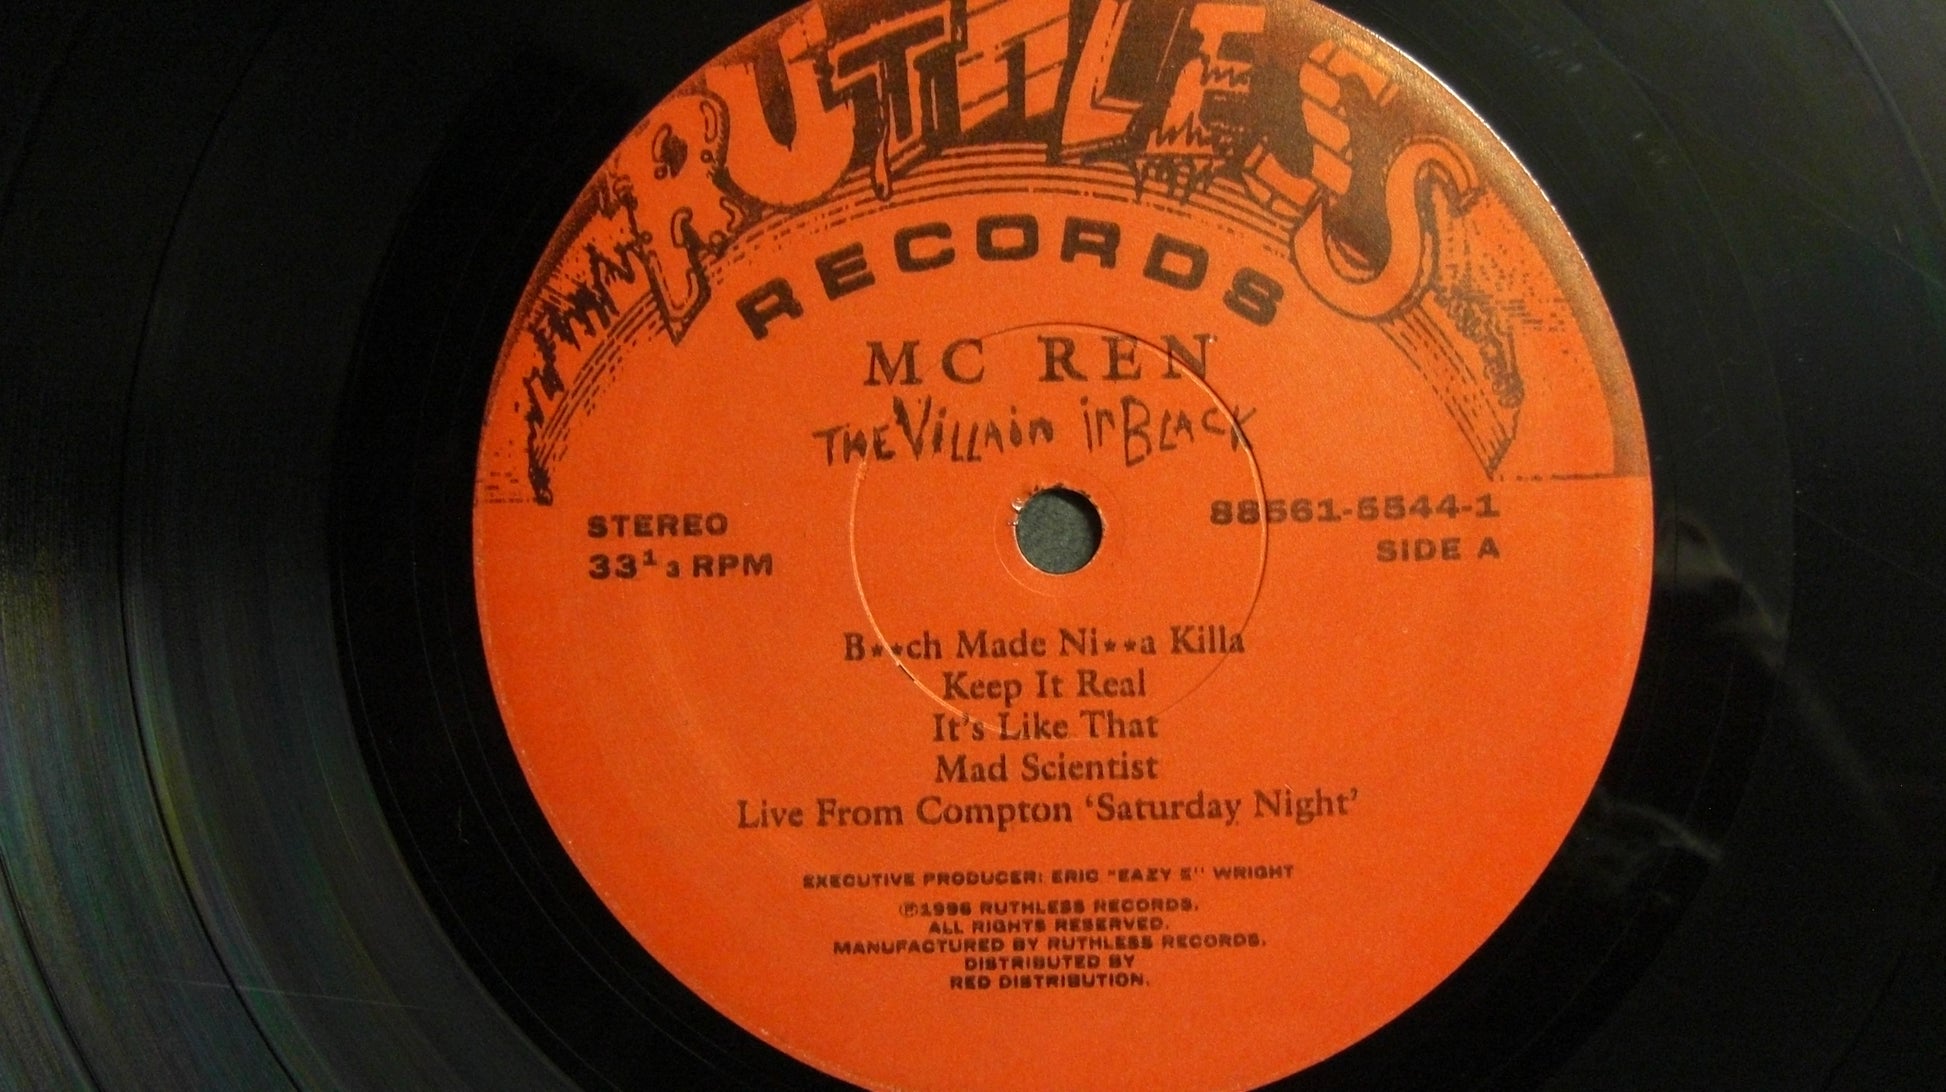 RUTHLESS
RECORDS
MC REN
THE VILLAIN in BLACK
STEREO
33 1 3 RPM
88561-5544-1
SIDE A
B**ch Made Ni**a Killa
Keep It Real
It's Like That
Mad Scientist
Live From Compton ‘Saturday Night’
EXECUTIVE PRODUCER: ERIC "EAZY E" WRIGHT
℗1996 RUTHLESS RECORDS.
ALL RIGHTS RESERVED.
MANUFACTURED BY RUTHLESS RECORDS.
DISTRIBUTED BY
RED DISTRIBUTION.